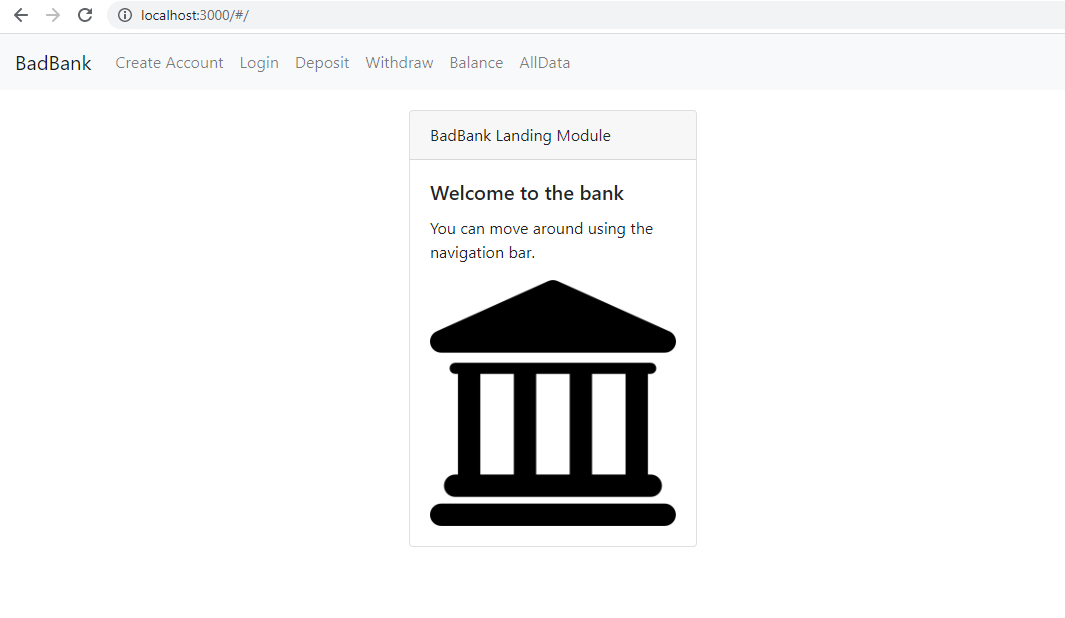 localhost:3000/#/
BadBank Create Account Login Deposit Withdraw Balance AllData
BadBank Landing Module
Welcome to the bank
You can move around using the
navigation bar.